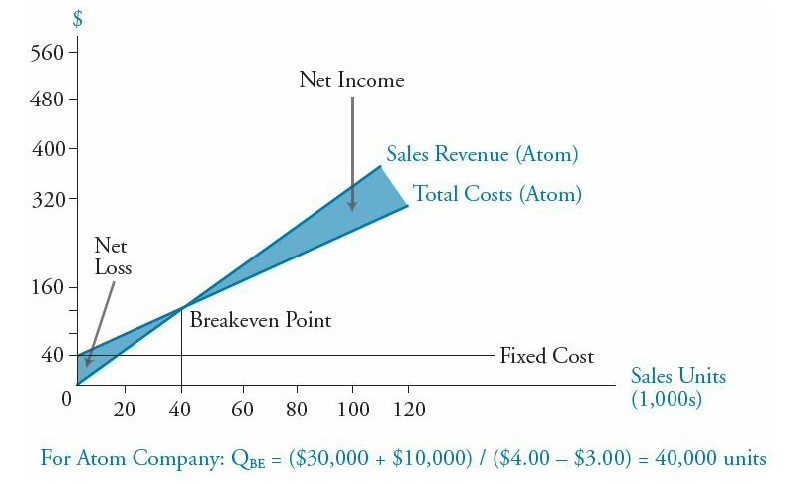 $
560
Net Income
480
400
Sales Revenue (Atom)
Total Costs (Atom)
320
Net
Loss
160
Breakeven Point
40
Fixed Cost
Sales Units
(1,000s)
0
20 40 60 80 100 120
For Atom Company: QBE = ($30,000 + $10,000) / ($4.00 – $3.00) = 40,000 units